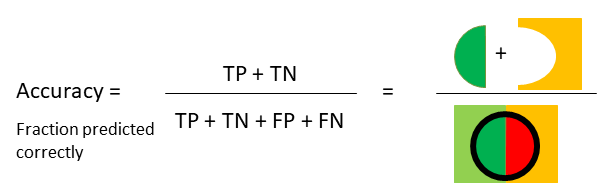 TP + TN
+
Accuracy =
=
TP + TN + FP + FN
Fraction predicted
correctly